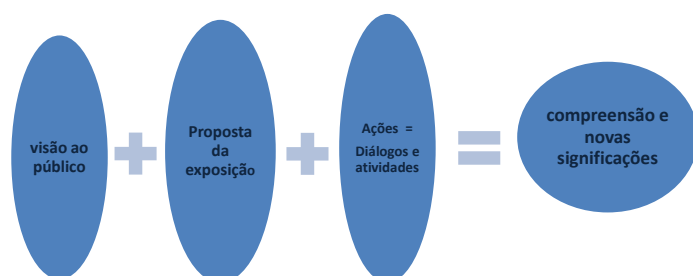 visão ao
público
+
Proposta
da
exposição
+
Ações =
Diálogos e
atividades
=
compreensão e
novas
significações